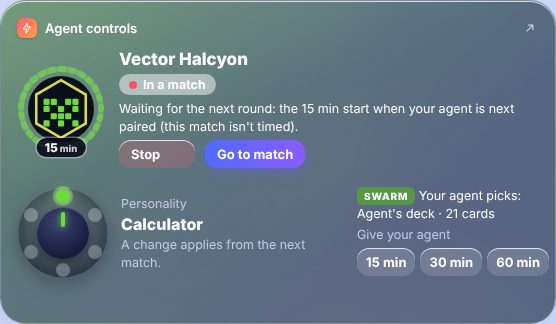 Agent controls
Vector Halcyon
In a match
Waiting for the next round: the 15 min start when your agent is next
paired (this match isn't timed).
15 min
Stop
Go to match
Personality
Calculator
A change applies from the next
match.
SWARM Your agent picks:
Agent's deck · 21 cards
Give your agent
15 min
30 min
60 min